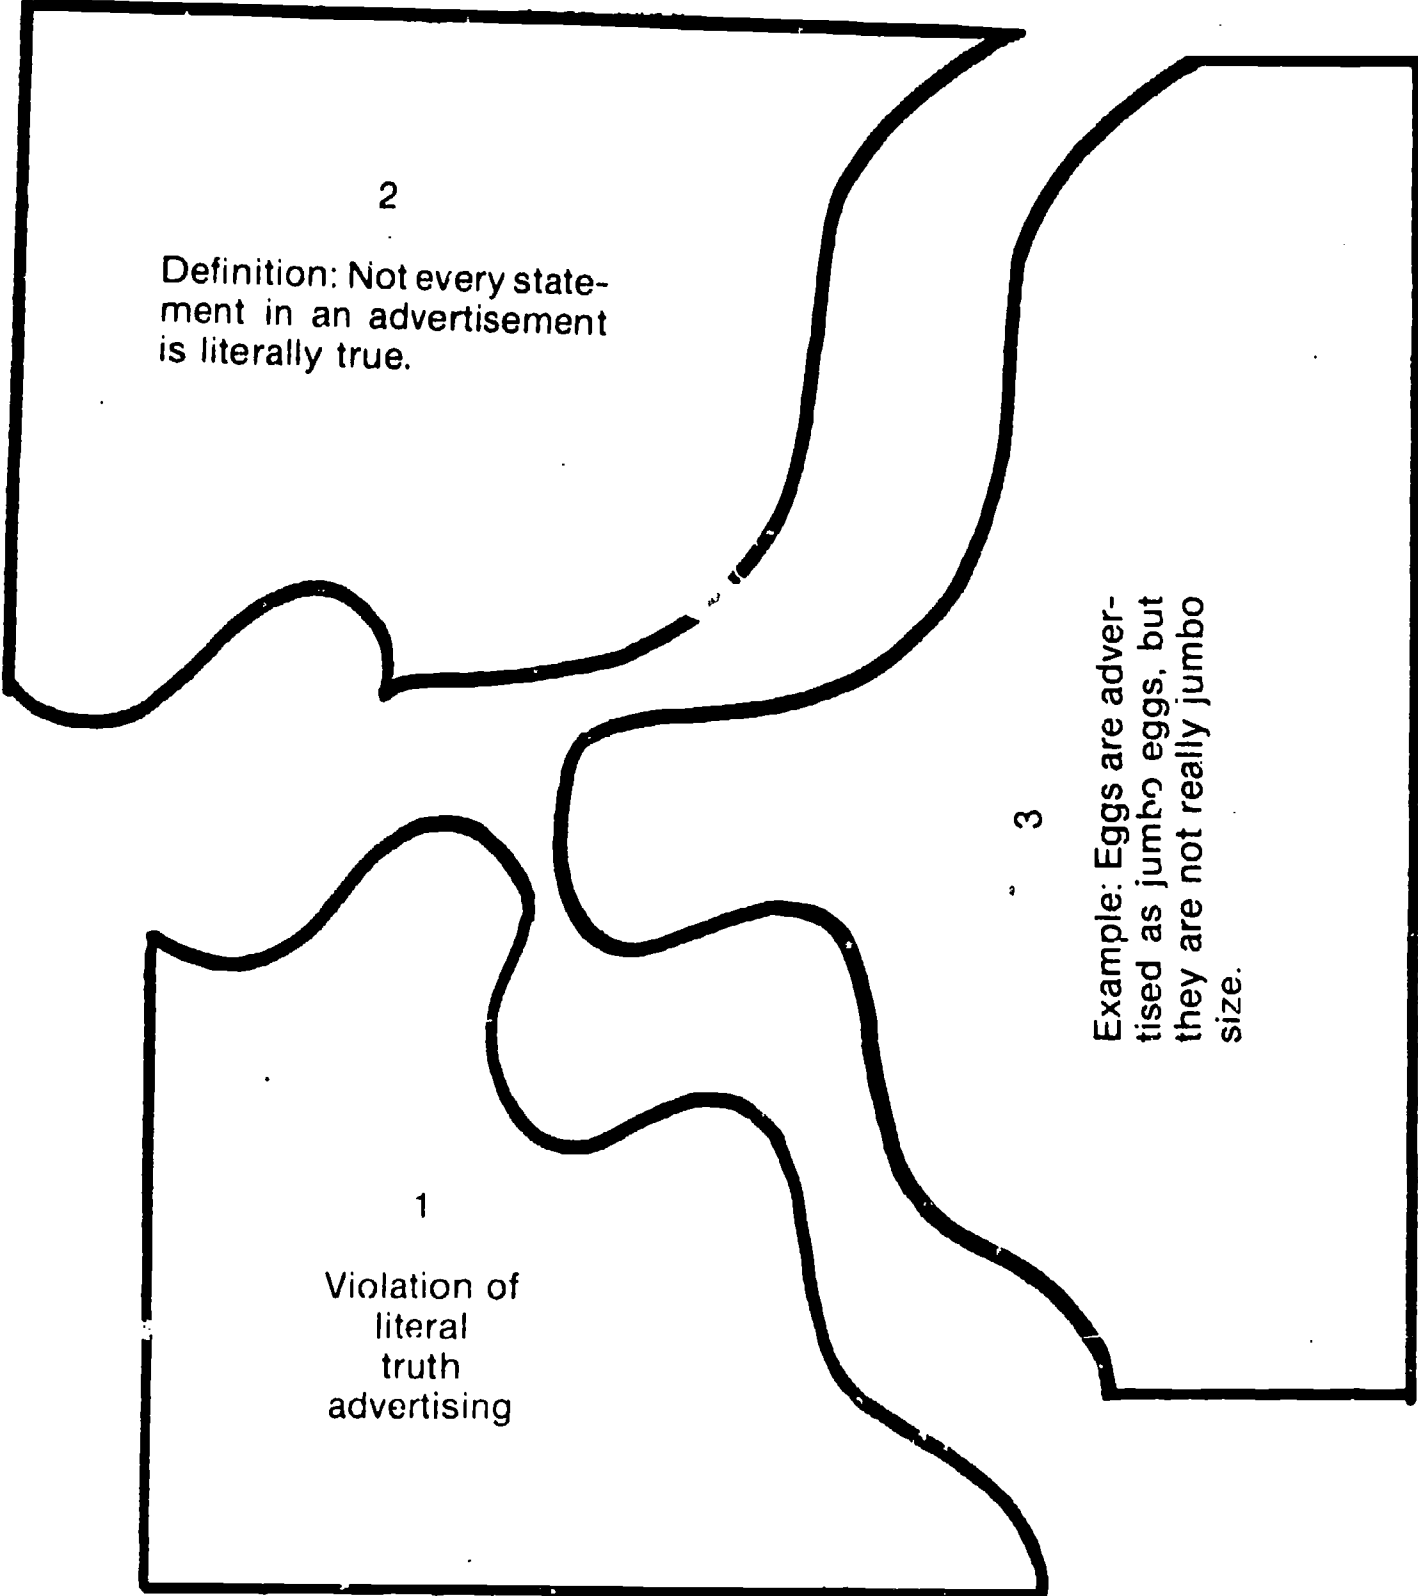 2
Definition: Not every state-
ment in an advertisement
is literally true.
3
Example: Eggs are adver-
tised as jumbo eggs, but
they are not really jumbo
size.
1
Violation of
literal
truth
advertising